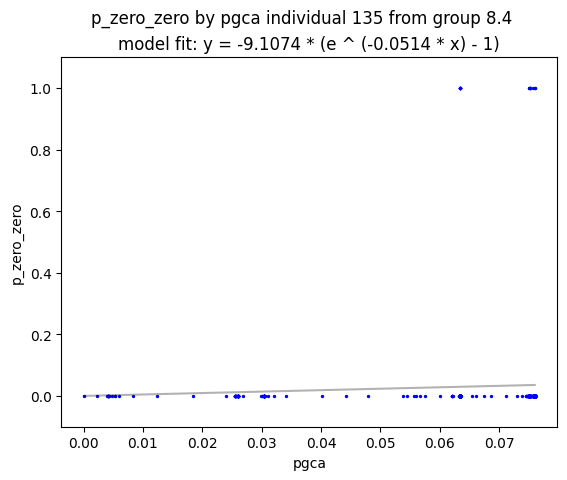 p_zero_zero by pgca individual 135 from group 8.4
model fit: y = -9.1074 * (e ^ (-0.0514 * x) - 1)
1.0
0.8
0.6
0.4
0.2
0.0
p_zero_zero
0.00 0.01 0.02 0.03 0.04 0.05 0.06 0.07
pgca